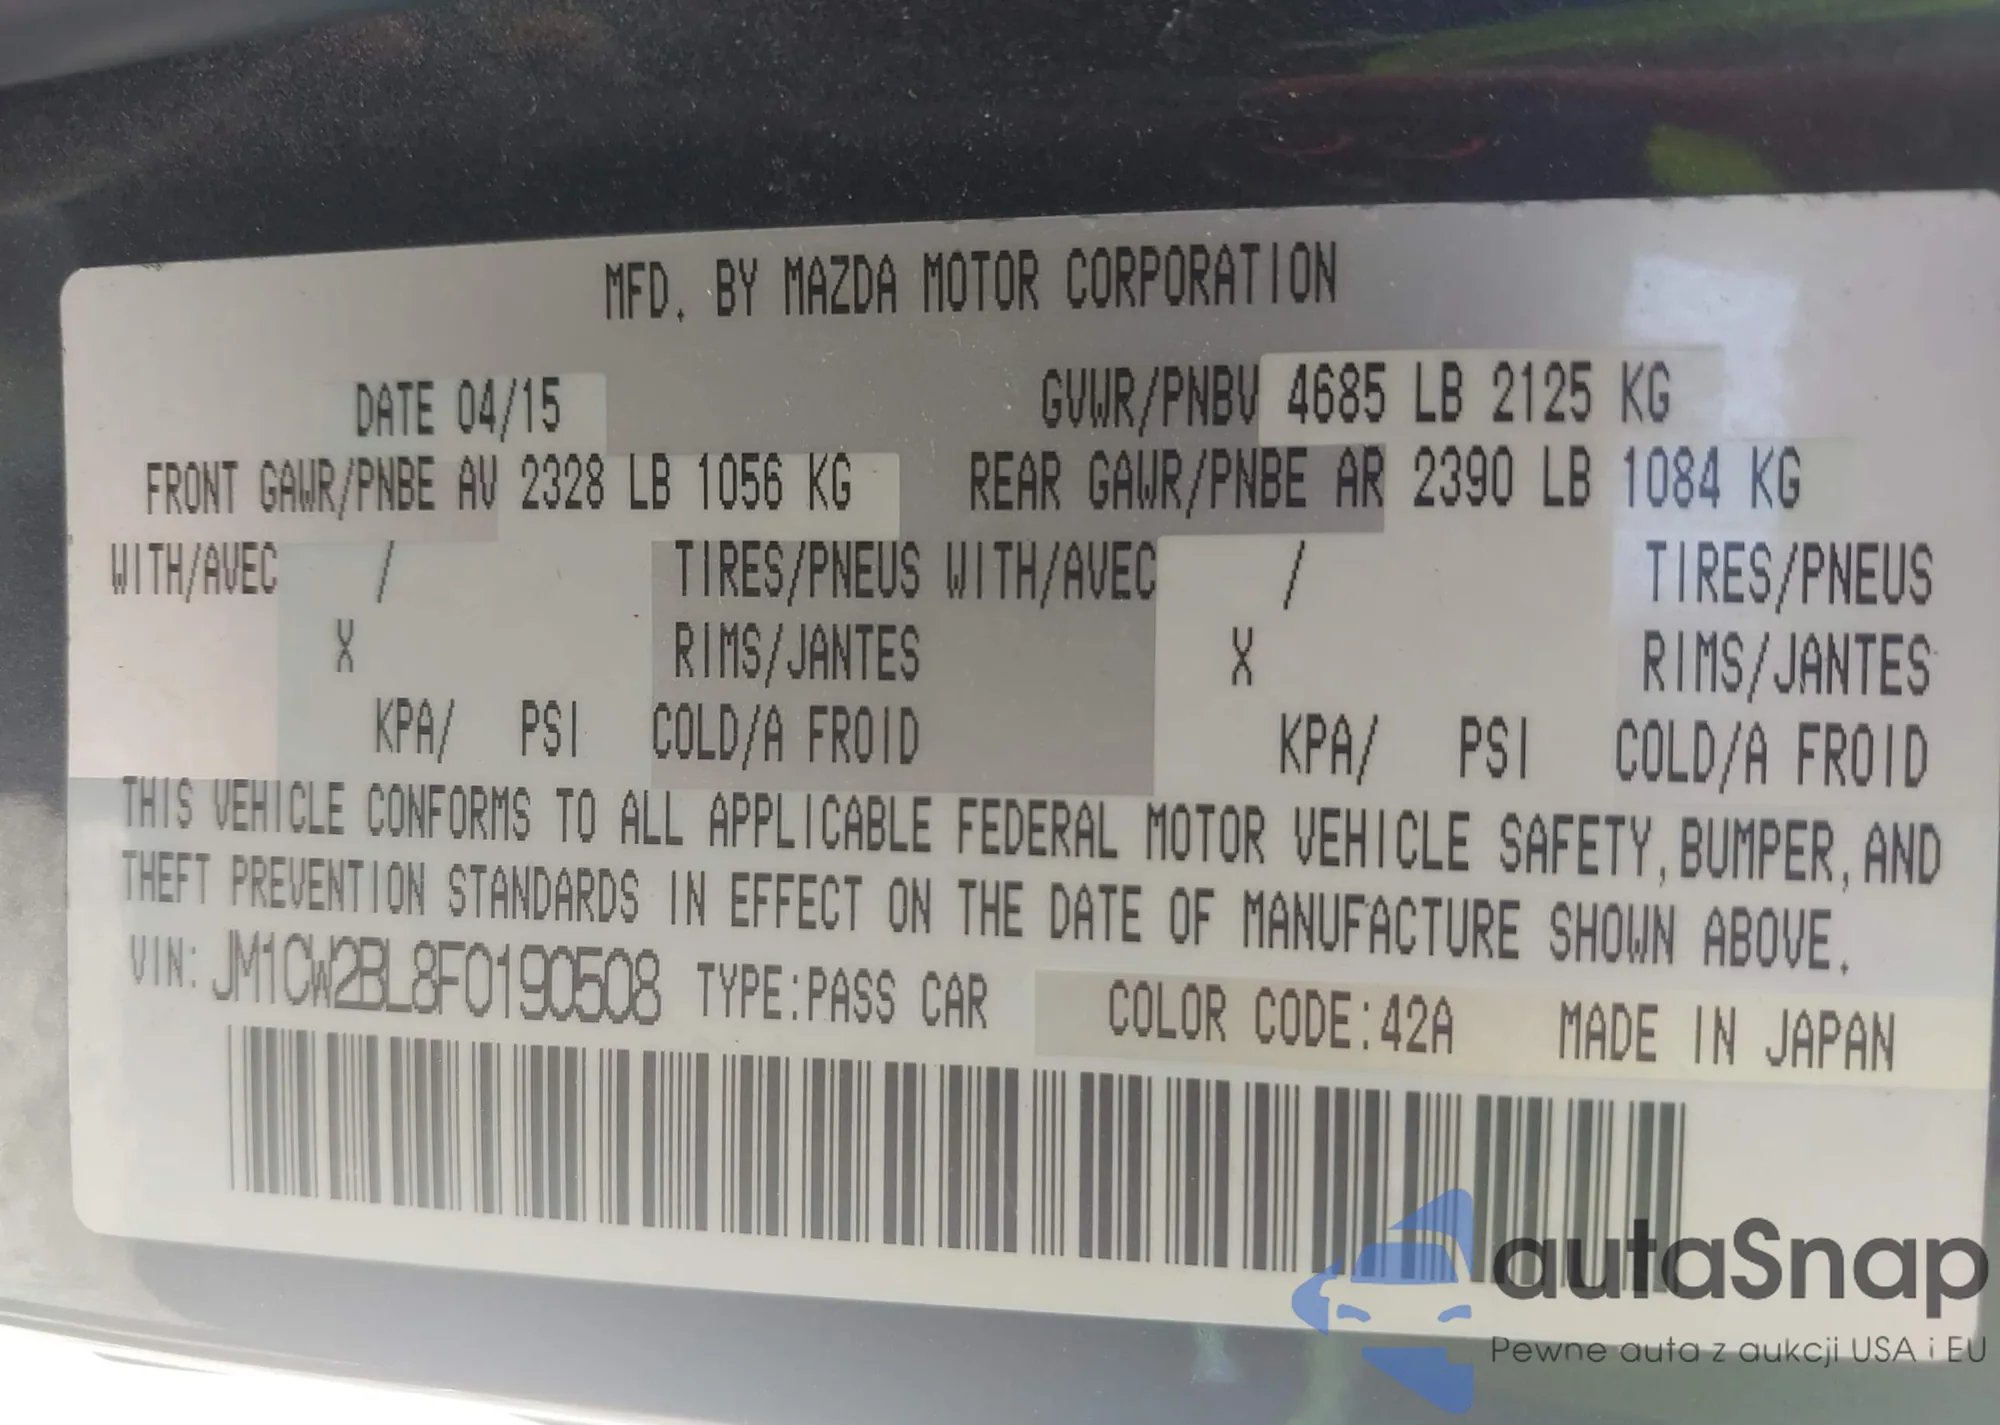 MFD. BY MAZDA MOTOR CORPORATION
DATE 04/15 GVWR/PNBV 4685 LB 2125 KG
FRONT GAWR/PNBE AV 2328 LB 1056 KG REAR GAWR/PNBE AR 2390 LB 1084 KG
WITH/AVEC / TIRES/PNEUS WITH/AVEC / TIRES/PNEUS
X RIMS/JANTES X RIMS/JANTES
KPA/ PSI COLD/A FROID KPA/ PSI COLD/A FROID
THIS VEHICLE CONFORMS TO ALL APPLICABLE FEDERAL MOTOR VEHICLE SAFETY, BUMPER, AND
THEFT PREVENTION STANDARDS IN EFFECT ON THE DATE OF MANUFACTURE SHOWN ABOVE.
VIN: JM1CW2BL8F0190508 TYPE:PASS CAR COLOR CODE:42A MADE IN JAPAN
autaSnap
Pewne auta z aukcji USA i EU